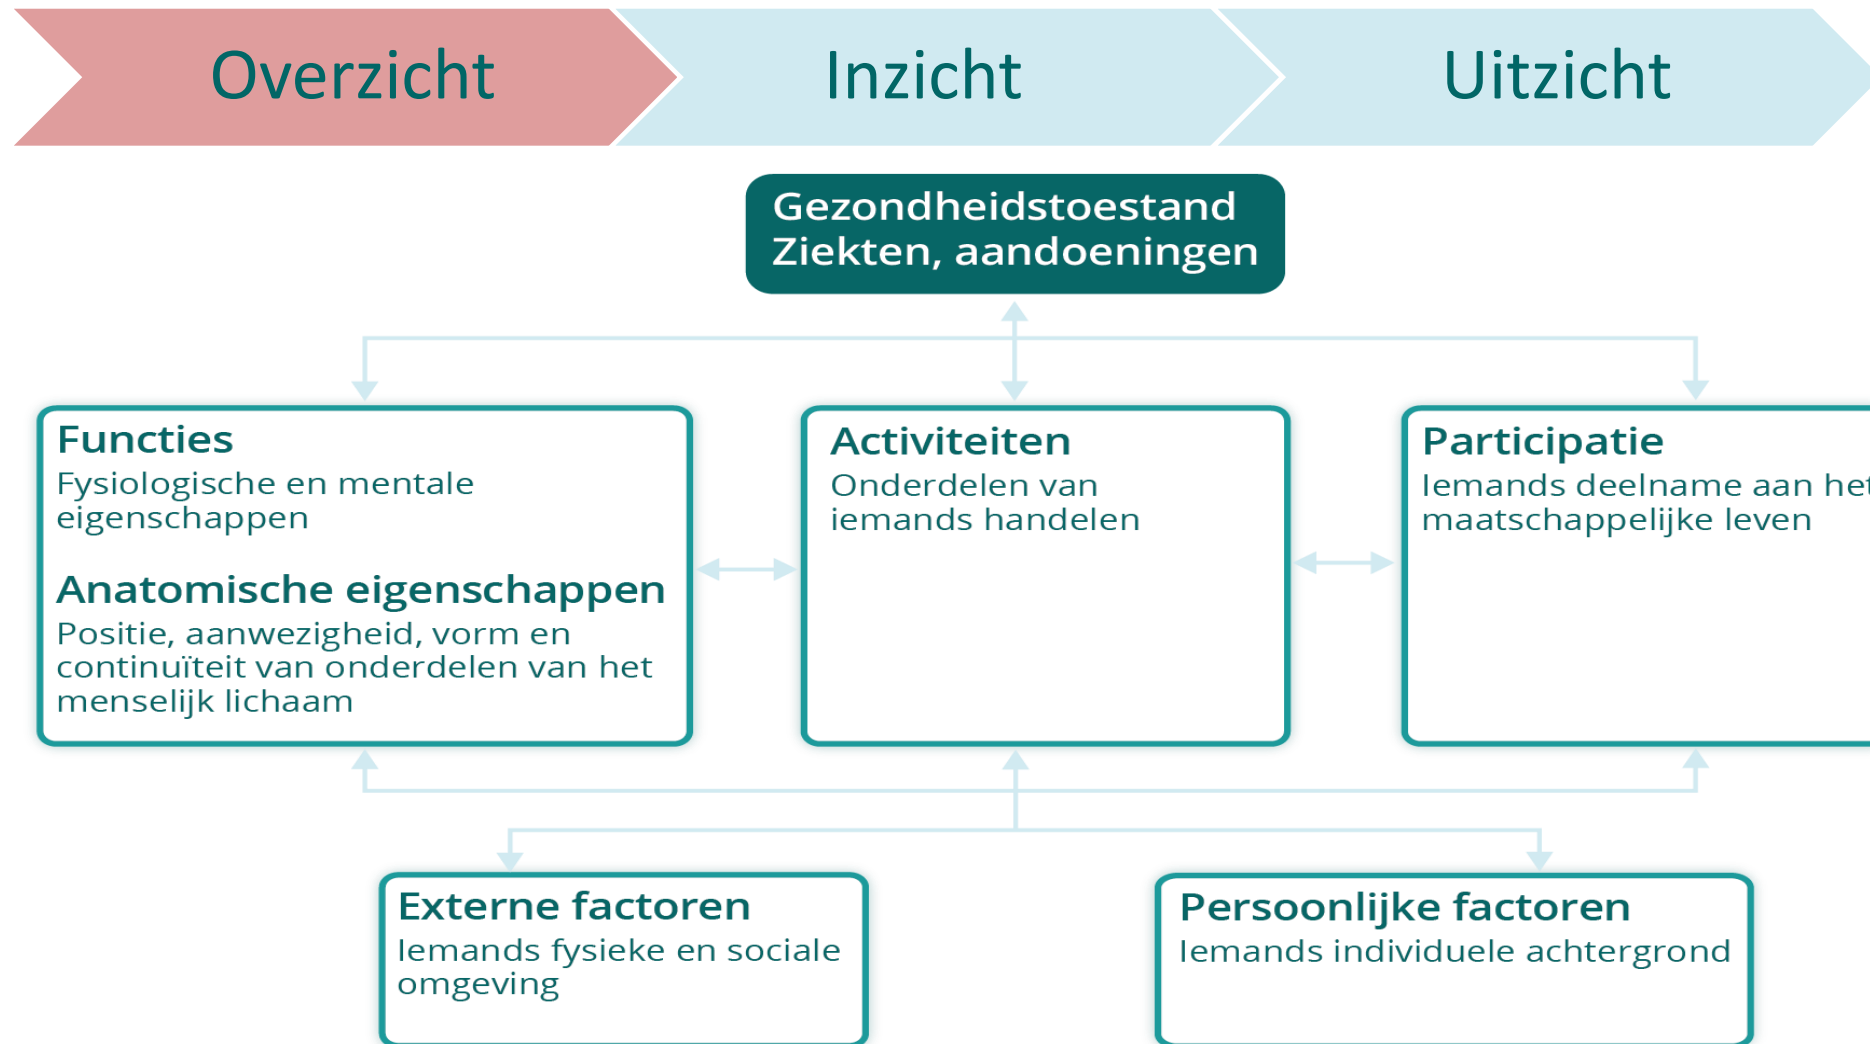 Overzicht
Inzicht
Uitzicht
Gezondheidstoestand
Ziekten, aandoeningen
Functies
Fysiologische en mentale
eigenschappen
Anatomische eigenschappen
Positie, aanwezigheid, vorm en
continuïteit van onderdelen van het
menselijk lichaam
Activiteiten
Onderdelen van
iemands handelen
Participatie
Iemands deelname aan het
maatschappelijke leven
Externe factoren
Iemands fysieke en sociale
omgeving
Persoonlijke factoren
Iemands individuele achtergrond